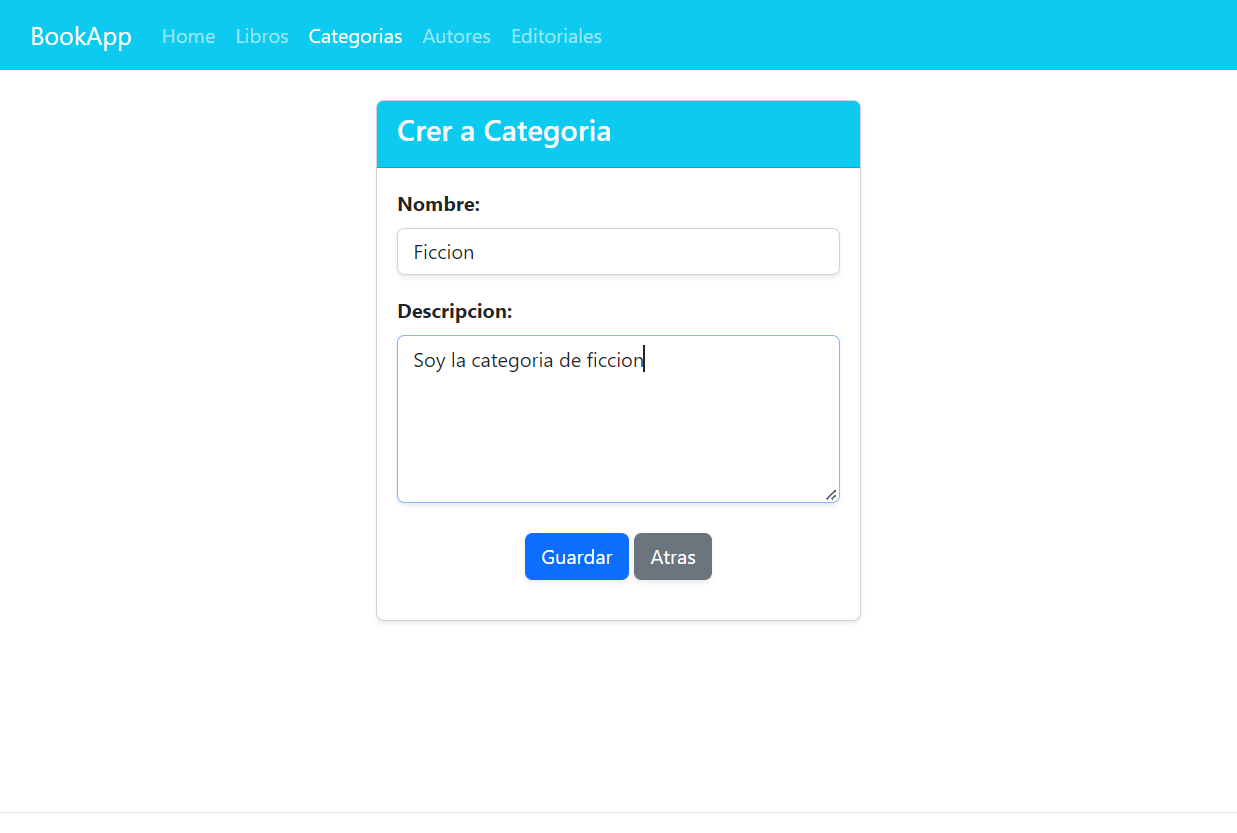 BookApp Home Libros Categorias Autores Editoriales
Crer a Categoria
Nombre:
Ficcion
Descripcion:
Soy la categoria de ficcion
Guardar Atras